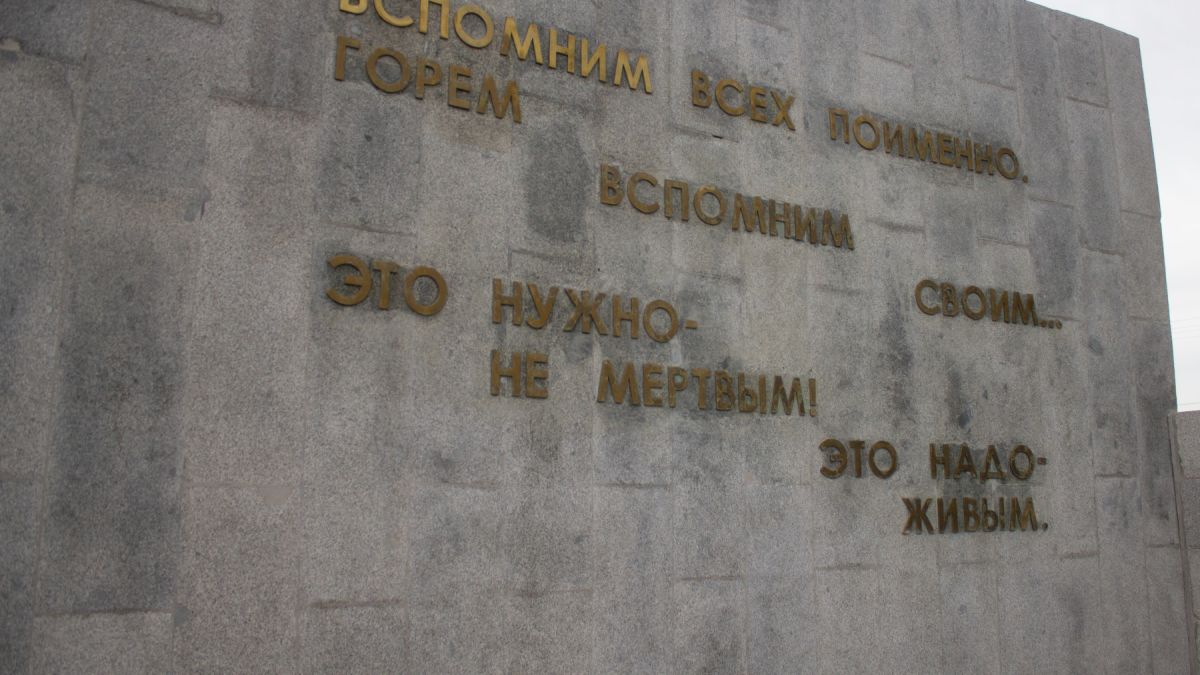 ВСПОМНИМ ВСЕХ ПОИМЕННО.
ГОРЕМ
ВСПОМНИМ
СВОИМ...
ЭТО НУЖНО-
НЕ МЕРТВЫМ!
ЭТО НАДО-
ЖИВЫМ.